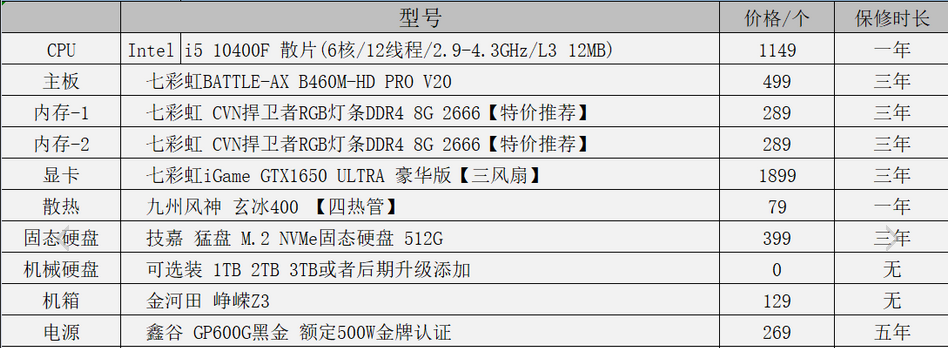 型号 价格/个 保修时长
CPU Intel i5 10400F 散片(6核/12线程/2.9-4.3GHz/L3 12MB) 1149 一年
主板 七彩虹BATTLE-AX B460M-HD PRO V20 499 三年
内存-1 七彩虹 CVN捍卫者RGB灯条DDR4 8G 2666【特价推荐】 289 三年
内存-2 七彩虹 CVN捍卫者RGB灯条DDR4 8G 2666【特价推荐】 289 三年
显卡 七彩虹iGame GTX1650 ULTRA 豪华版【三风扇】 1899 三年
散热 九州风神 玄冰400 【四热管】 79 一年
固态硬盘 技嘉 猛盘 M.2 NVMe固态硬盘 512G 399 三年
机械硬盘 可选装 1TB 2TB 3TB或者后期升级添加 0 无
机箱 金河田 峥嵘Z3 129 无
电源 鑫谷 GP600G黑金 额定500W金牌认证 269 五年